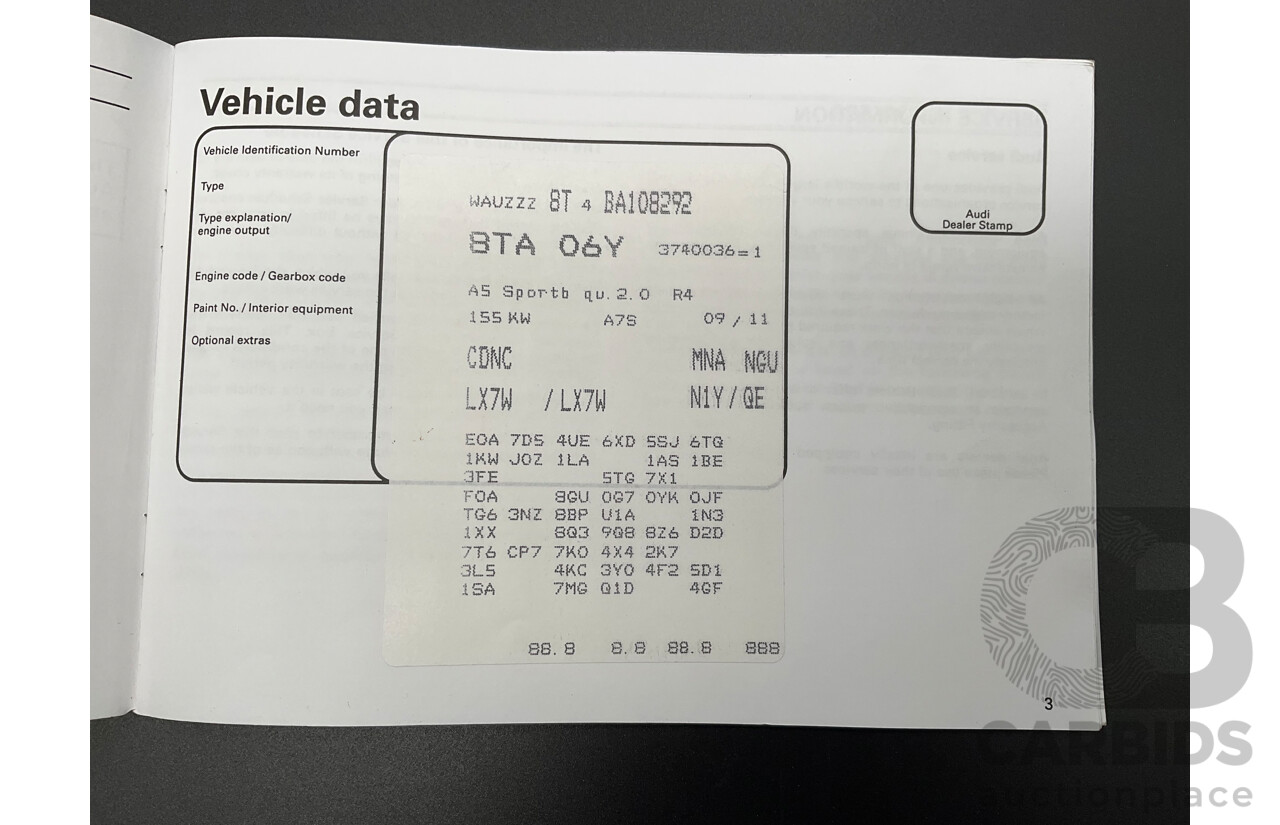 Vehicle data
Vehicle Identification Number
Type
Type explanation/
engine output
Engine code / Gearbox code
Paint No. / Interior equipment
Optional extras
WAUZZZ 8T 4 BA108292
8TA 06Y 3740036=1
A5 Sportb qu.2.0 R4
155 KW A7S 09 / 11
CDNC MNA NGU
LX7W / LX7W N1Y / QE
E0A 7D5 4UE 6XD 5SJ 6TG
1KW J0Z 1LA 1AS 1BE
3FE 5TG 7X1
F0A 8GU 0G7 0YK 0JF
TG6 3NZ 8BP U1A 1N3
1XX 8Q3 9Q8 8Z6 D2D
7T6 CP7 7K0 4X4 2K7
3L5 4KC 3Y0 4F2 5D1
1SA 7MG Q1D 4GF
88.8 8.8 88.8 888
Audi
Dealer Stamp
3
CARBIDS
auctionplace